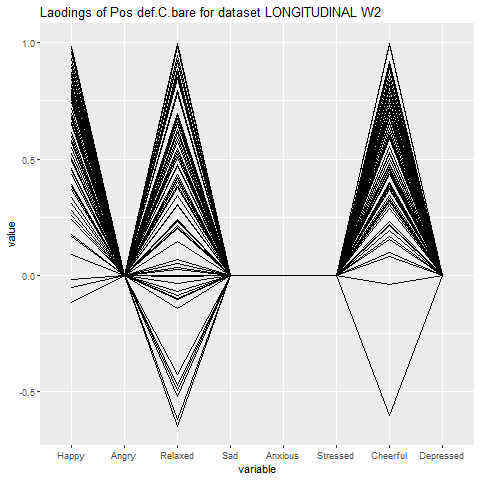 Laodings of Pos def.C.bare for dataset LONGITUDINAL W2
1.0
0.5
0.0
-0.5
value
Happy Angry Relaxed Sad Anxious Stressed Cheerful Depressed
variable